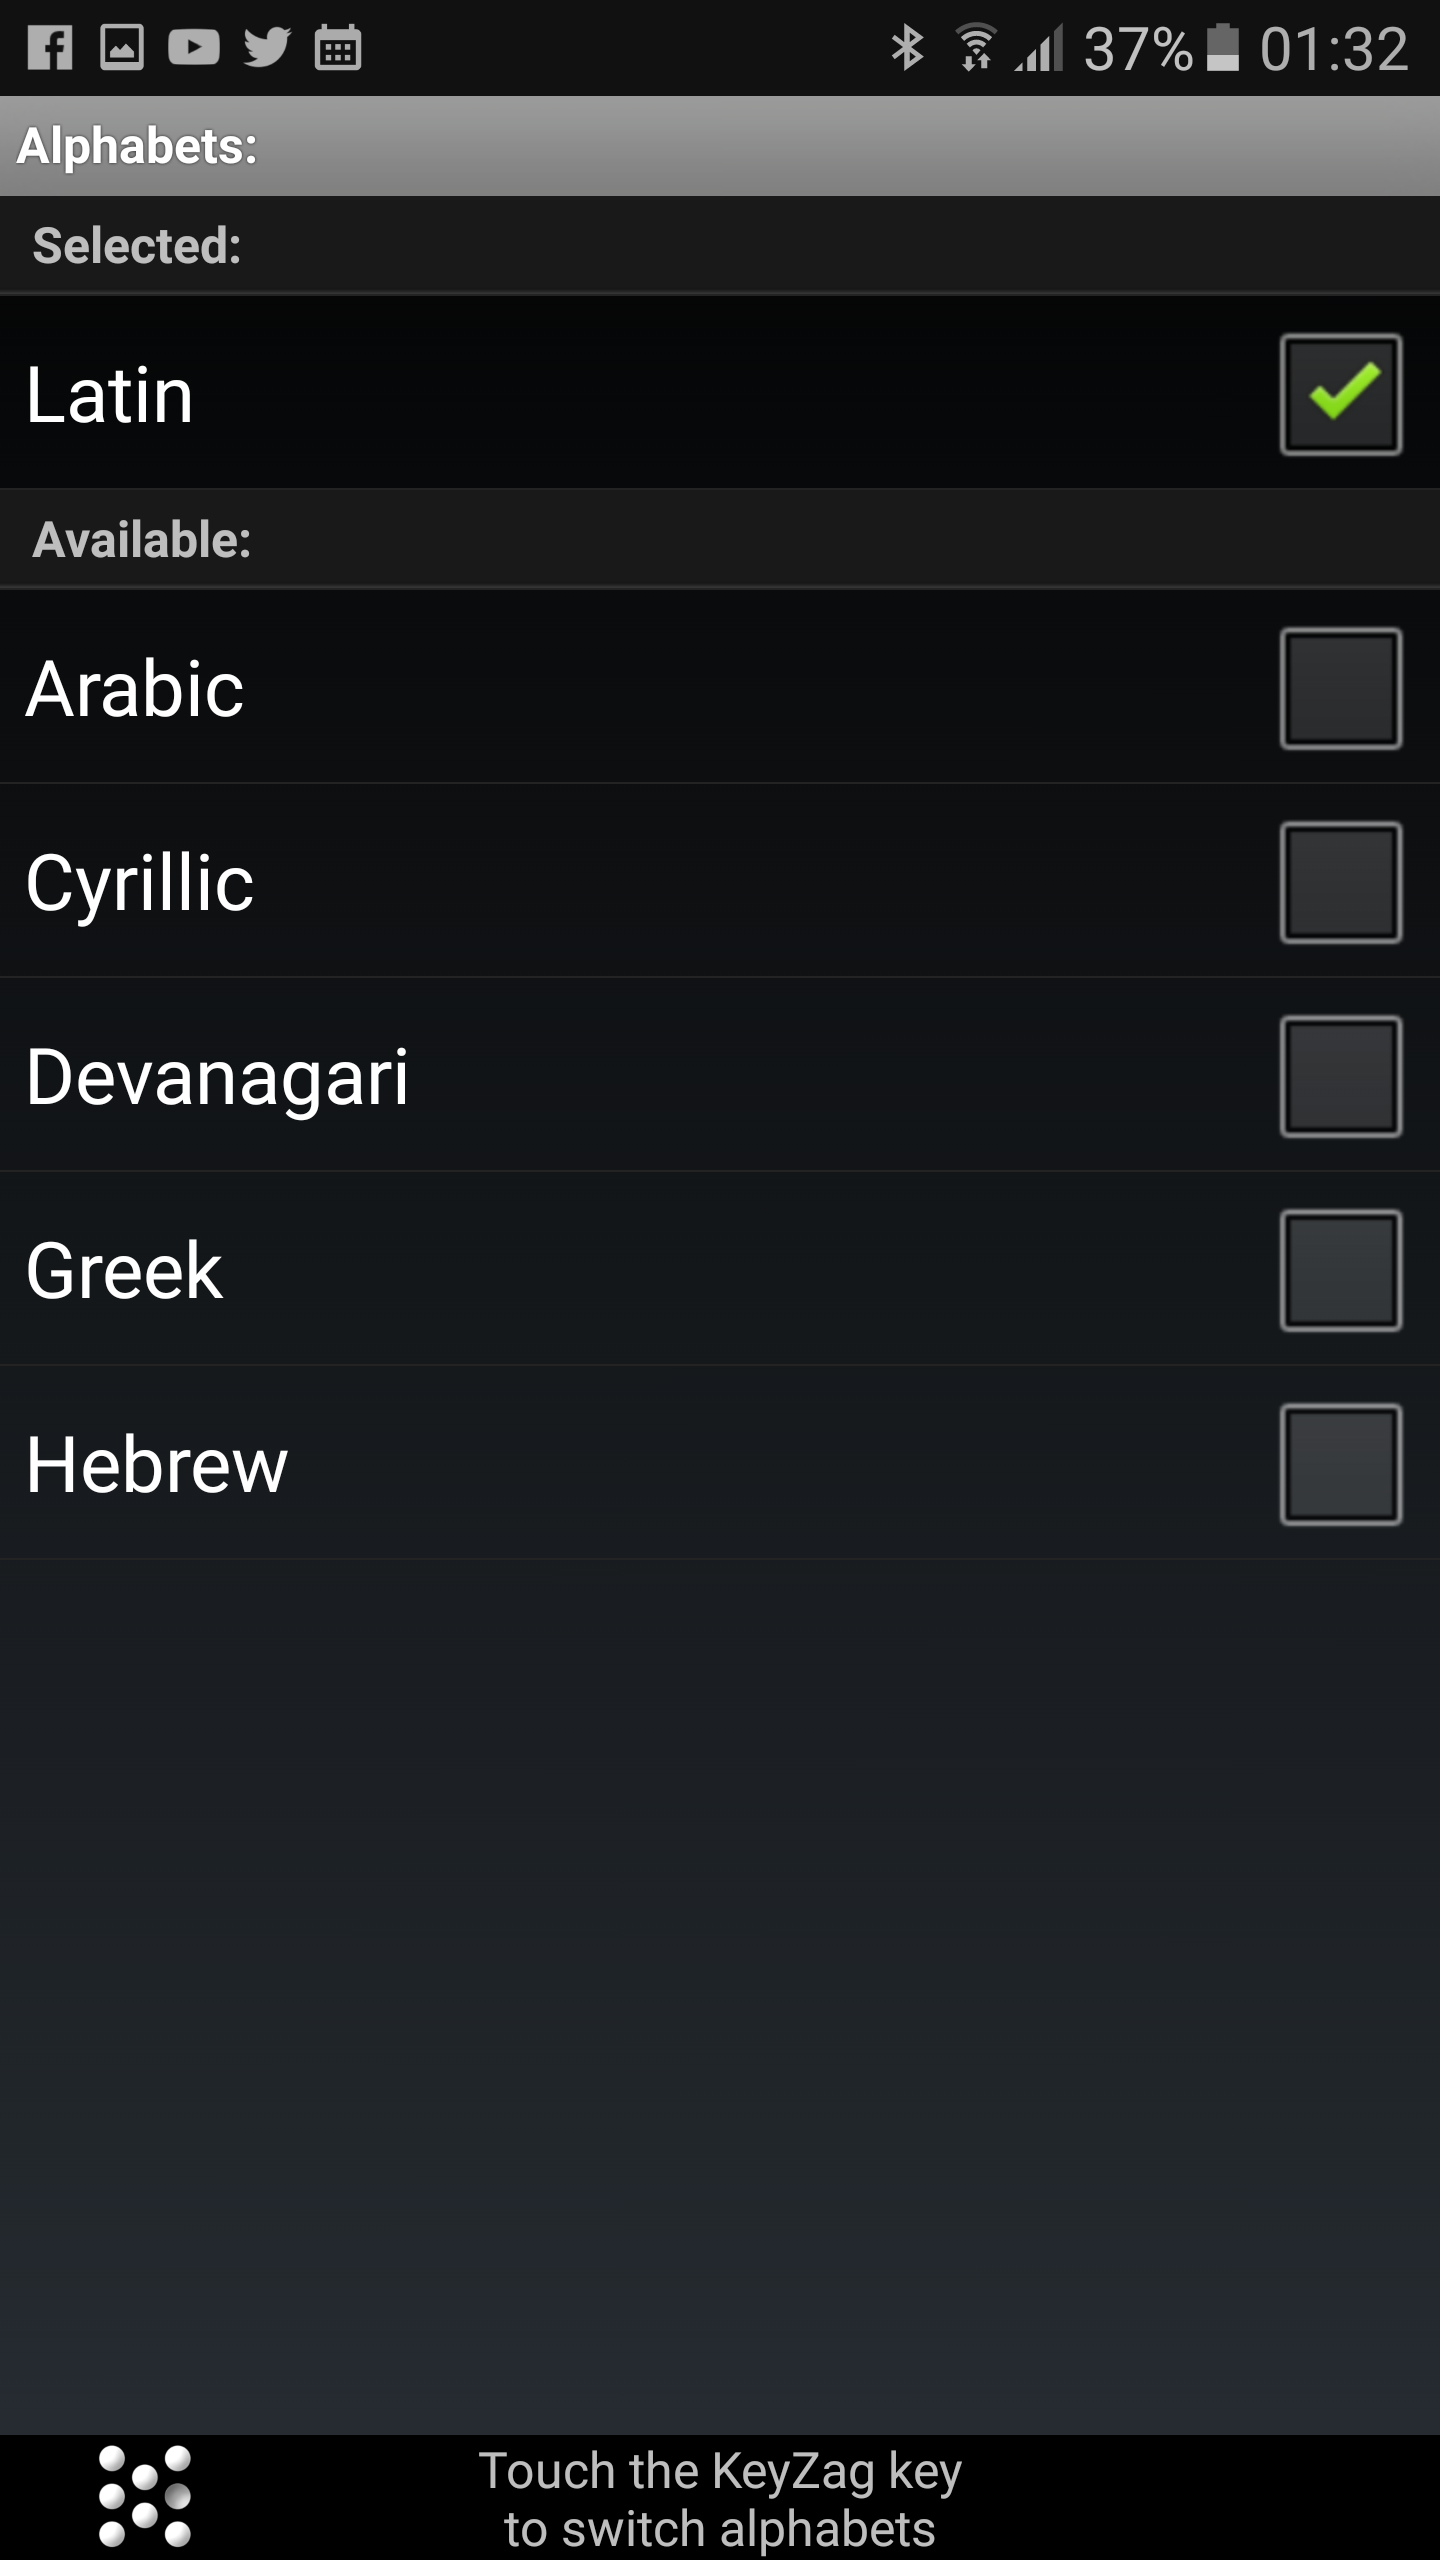 37% 01:32
Alphabets:
Selected:
Latin
Available:
Arabic
Cyrillic
Devanagari
Greek
Hebrew
Touch the KeyZag key
to switch alphabets